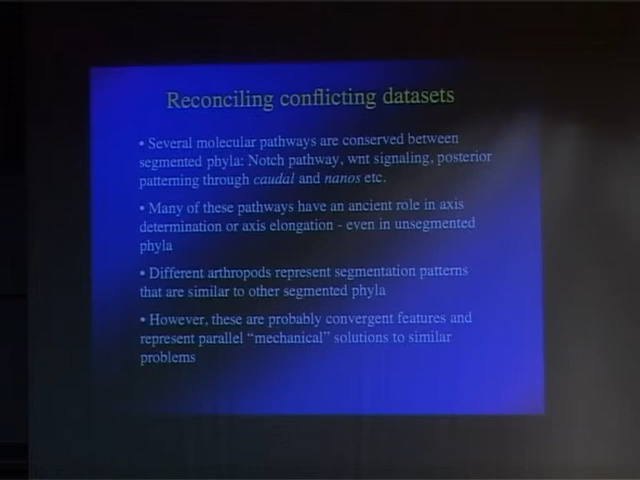 Reconciling conflicting datasets
• Several molecular pathways are conserved between
segmented phyla: Notch pathway, wnt signaling, posterior
patterning through caudal and nanos etc.
• Many of these pathways have an ancient role in axis
determination or axis elongation - even in unsegmented
phyla
• Different arthropods represent segmentation patterns
that are similar to other segmented phyla
• However, these are probably convergent features and
represent parallel “mechanical” solutions to similar
problems